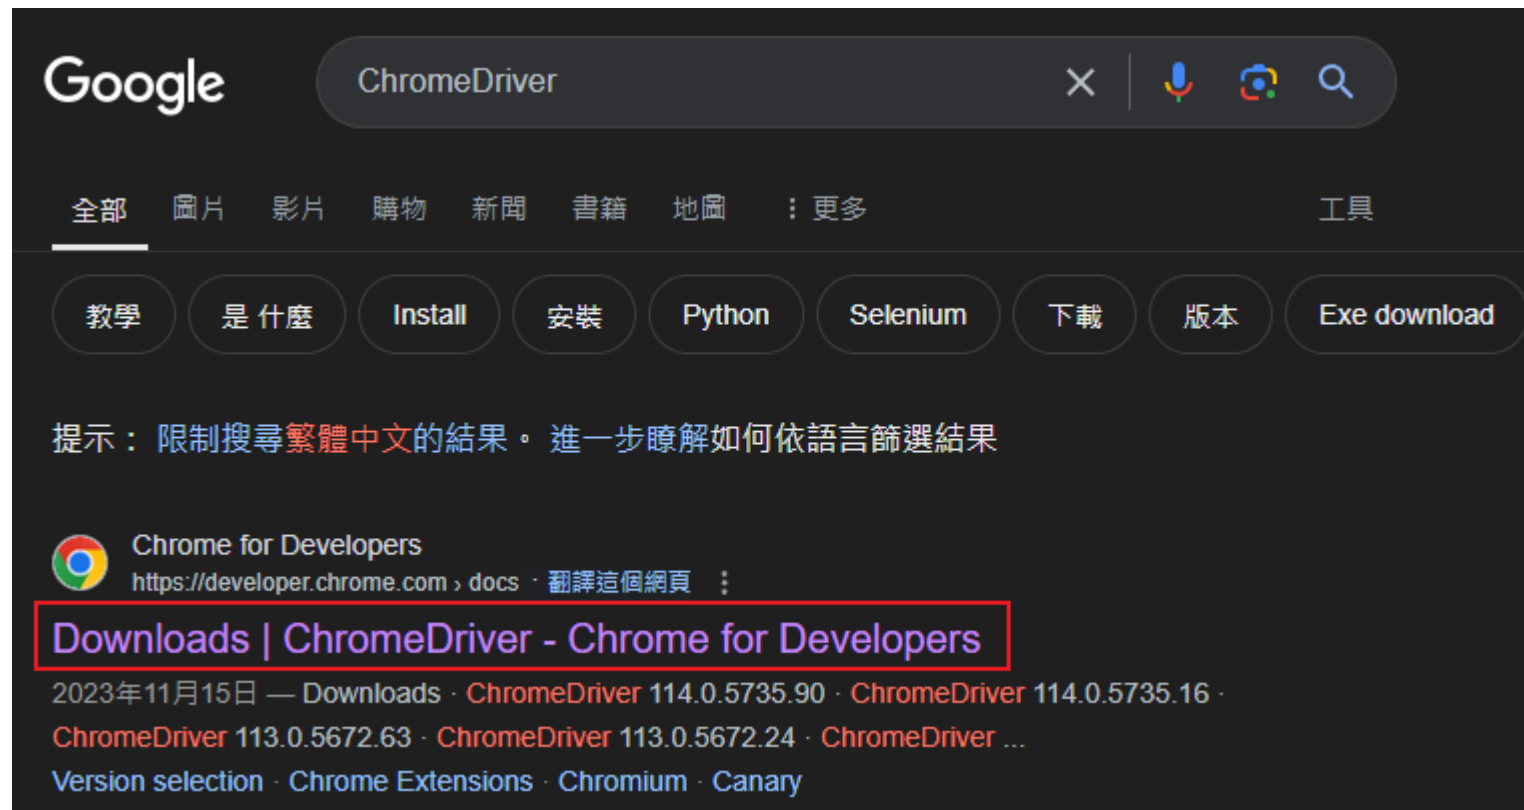 Google ChromeDriver
全部 圖片 影片 購物 新聞 書籍 地圖 ⋮ 更多 工具
教學 是 什麼 Install 安裝 Python Selenium 下載 版本 Exe download
提示： 限制搜尋繁體中文的結果。 進一步瞭解如何依語言篩選結果
Chrome for Developers
https://developer.chrome.com › docs · 翻譯這個網頁 ⋮
Downloads | ChromeDriver - Chrome for Developers
2023年11月15日 — Downloads · ChromeDriver 114.0.5735.90 · ChromeDriver 114.0.5735.16 ·
ChromeDriver 113.0.5672.63 · ChromeDriver 113.0.5672.24 · ChromeDriver ...
Version selection · Chrome Extensions · Chromium · Canary